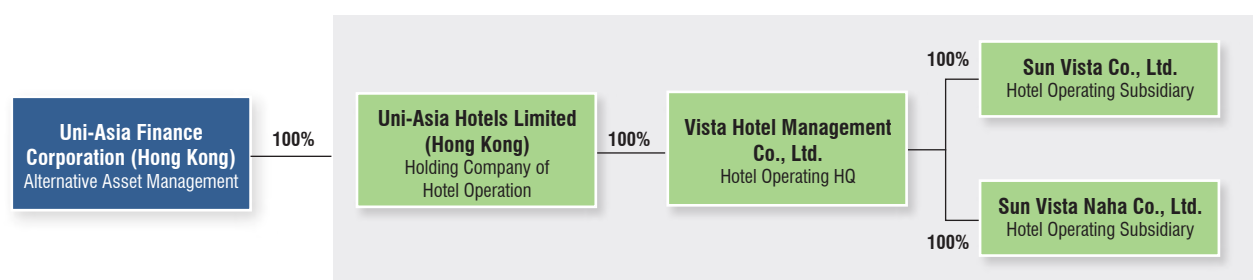 Uni-Asia Finance
Corporation (Hong Kong)
Alternative Asset Management
100%
Uni-Asia Hotels Limited
(Hong Kong)
Holding Company of
Hotel Operation
100%
Vista Hotel Management
Co., Ltd.
Hotel Operating HQ
100%
Sun Vista Co., Ltd.
Hotel Operating Subsidiary
100%
Sun Vista Naha Co., Ltd.
Hotel Operating Subsidiary